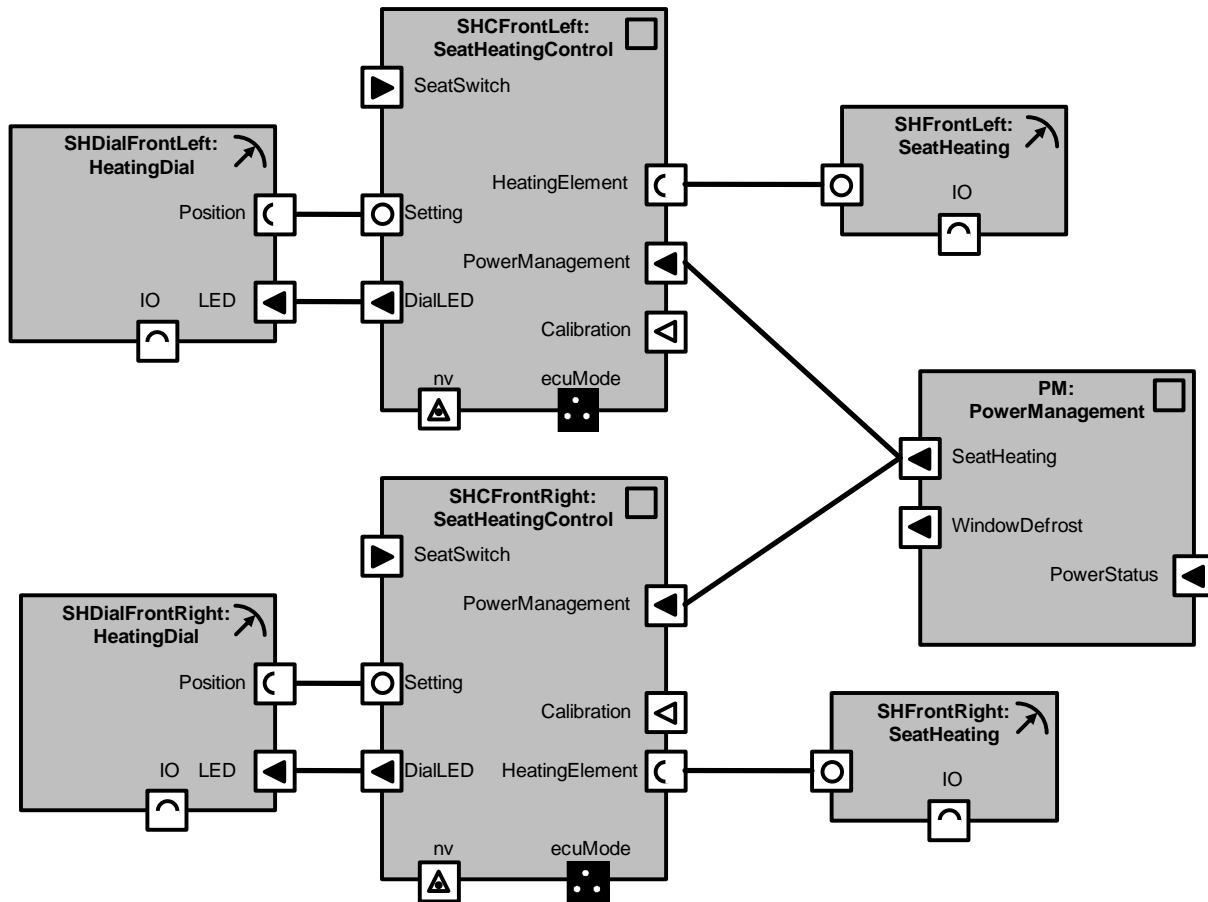 SHCFrontLeft:
SeatHeatingControl
SeatSwitch
HeatingElement
Setting
PowerManagement
DialLED
Calibration
nv
ecuMode
SHDialFrontLeft:
HeatingDial
Position
LED
IO
SHFrontLeft:
SeatHeating
IO
PM:
PowerManagement
SeatHeating
WindowDefrost
PowerStatus
SHCFrontRight:
SeatHeatingControl
SeatSwitch
PowerManagement
Setting
Calibration
DialLED
HeatingElement
nv
ecuMode
SHDialFrontRight:
HeatingDial
Position
LED
IO
SHFrontRight:
SeatHeating
IO